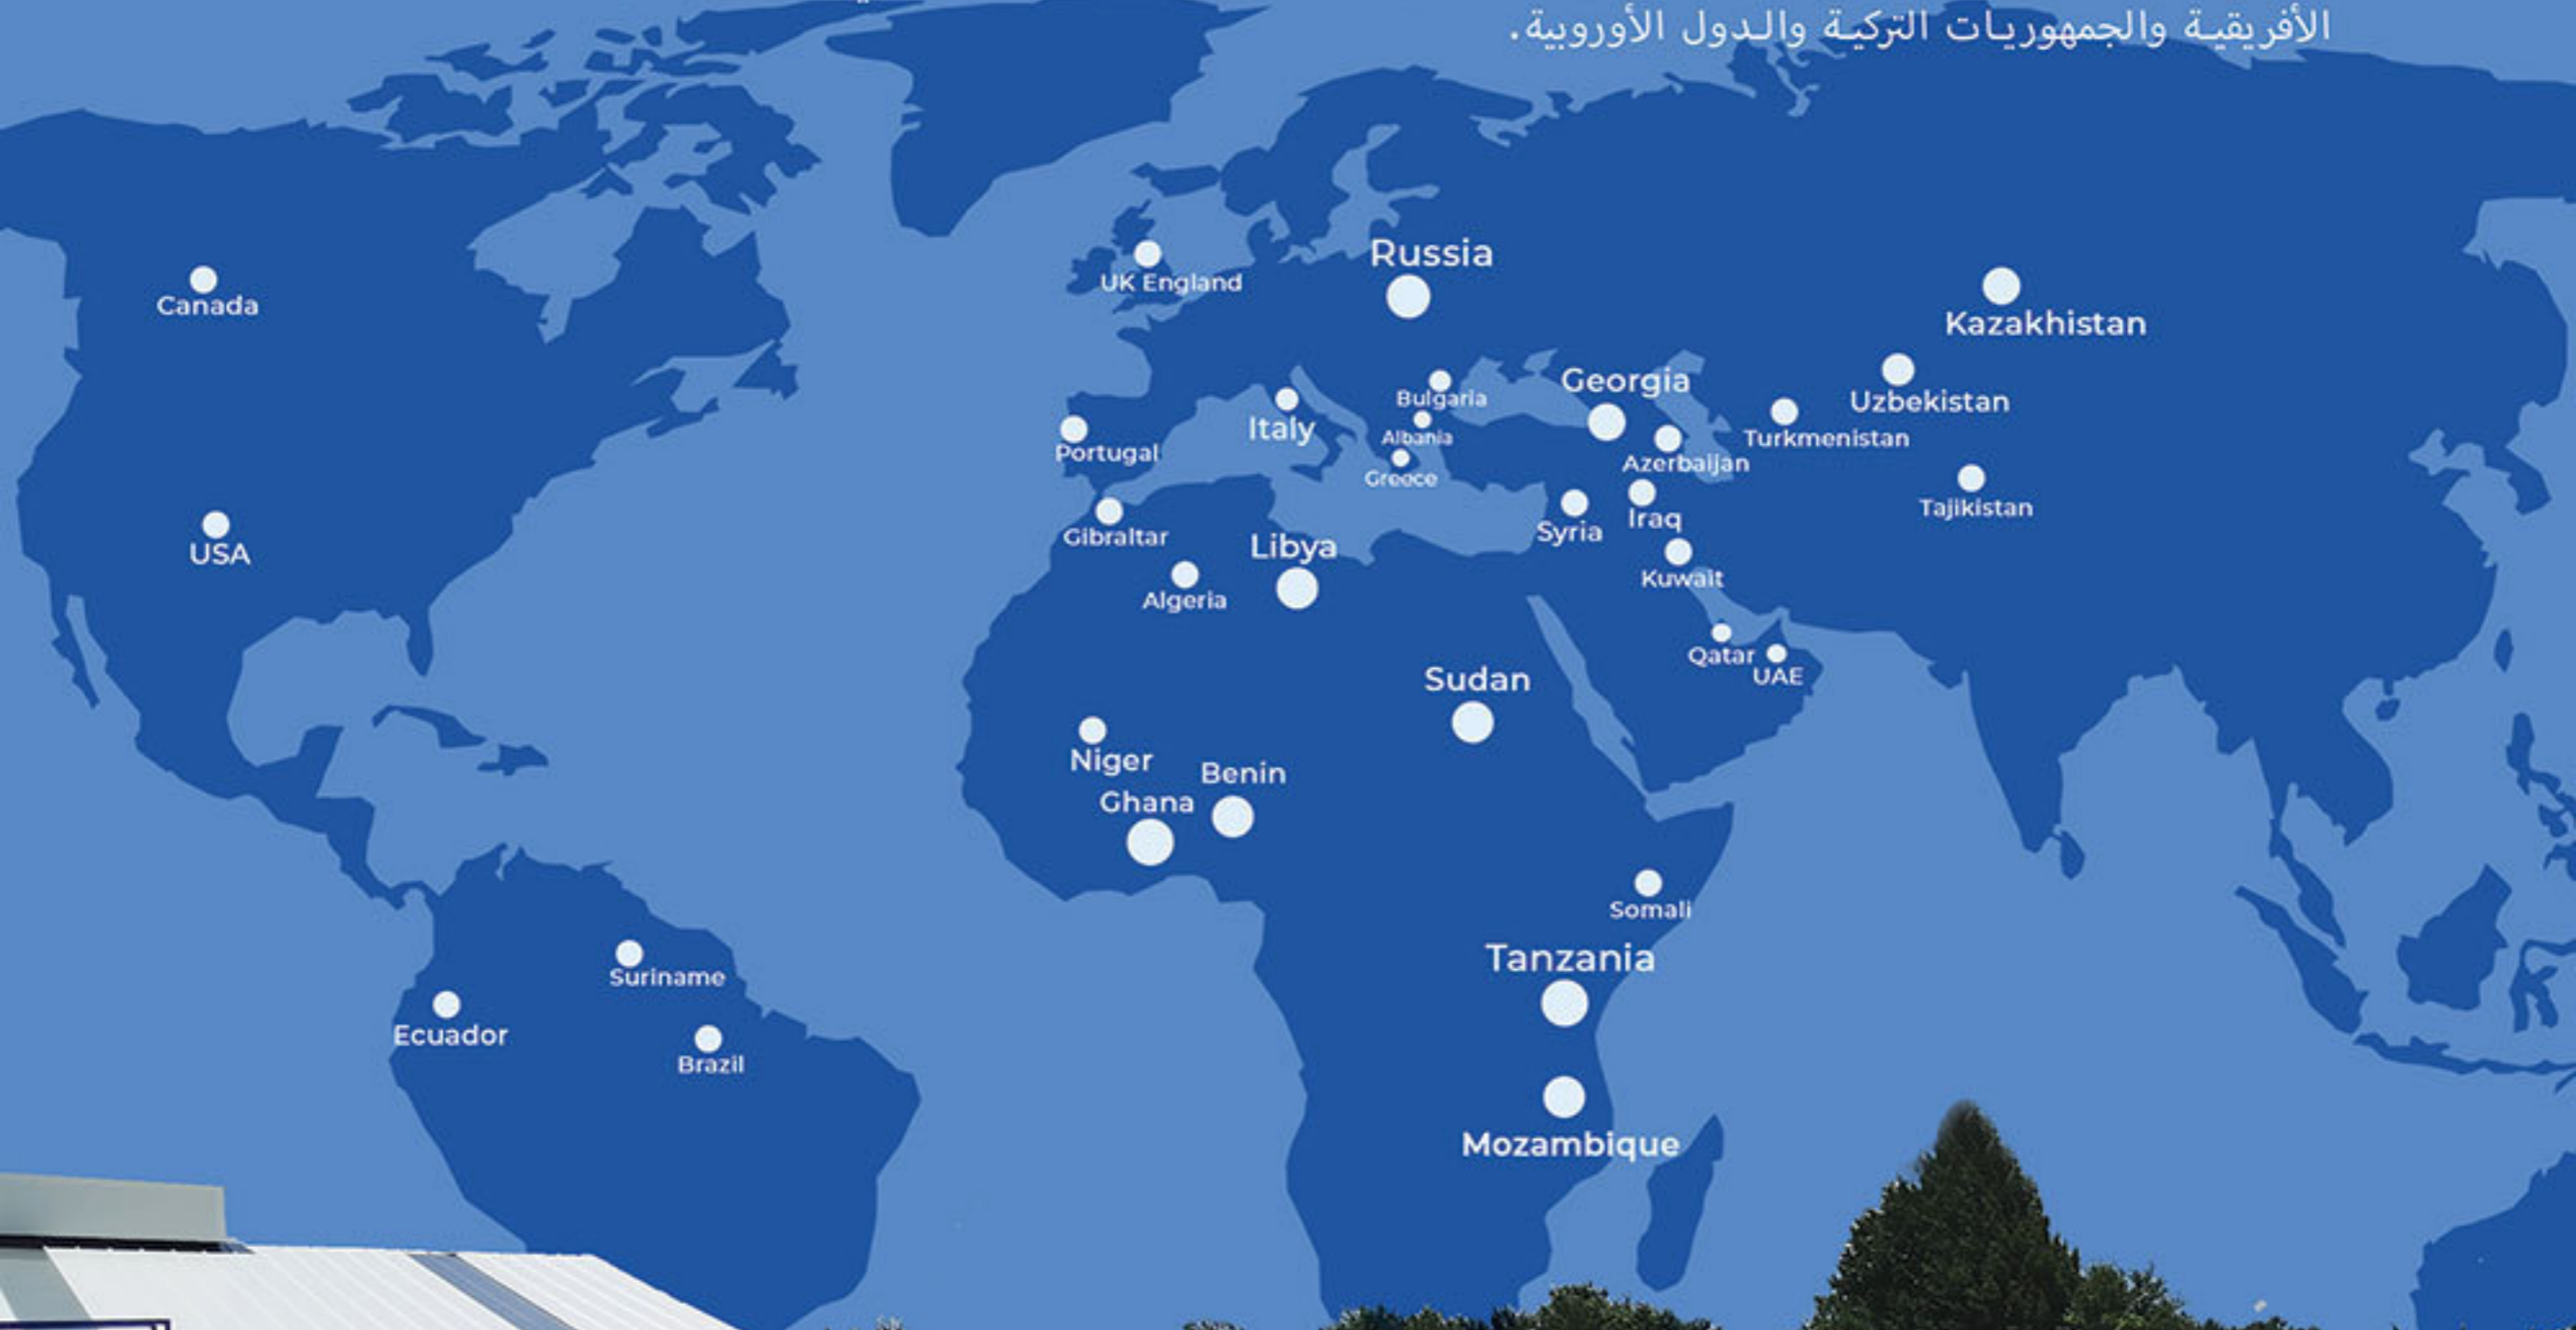 الأفريقية والجمهوريات التركية والدول الأوروبية.
Russia
UK England
Canada
Kazakhistan
Georgia
Bulgaria
Uzbekistan
Italy
Albania
Turkmenistan
Portugal
Azerbaijan
Greece
Tajikistan
Iraq
Syria
Gibraltar
Libya
USA
Kuwait
Algeria
Qatar
UAE
Sudan
Niger
Benin
Ghana
Somali
Tanzania
Suriname
Ecuador
Brazil
Mozambique